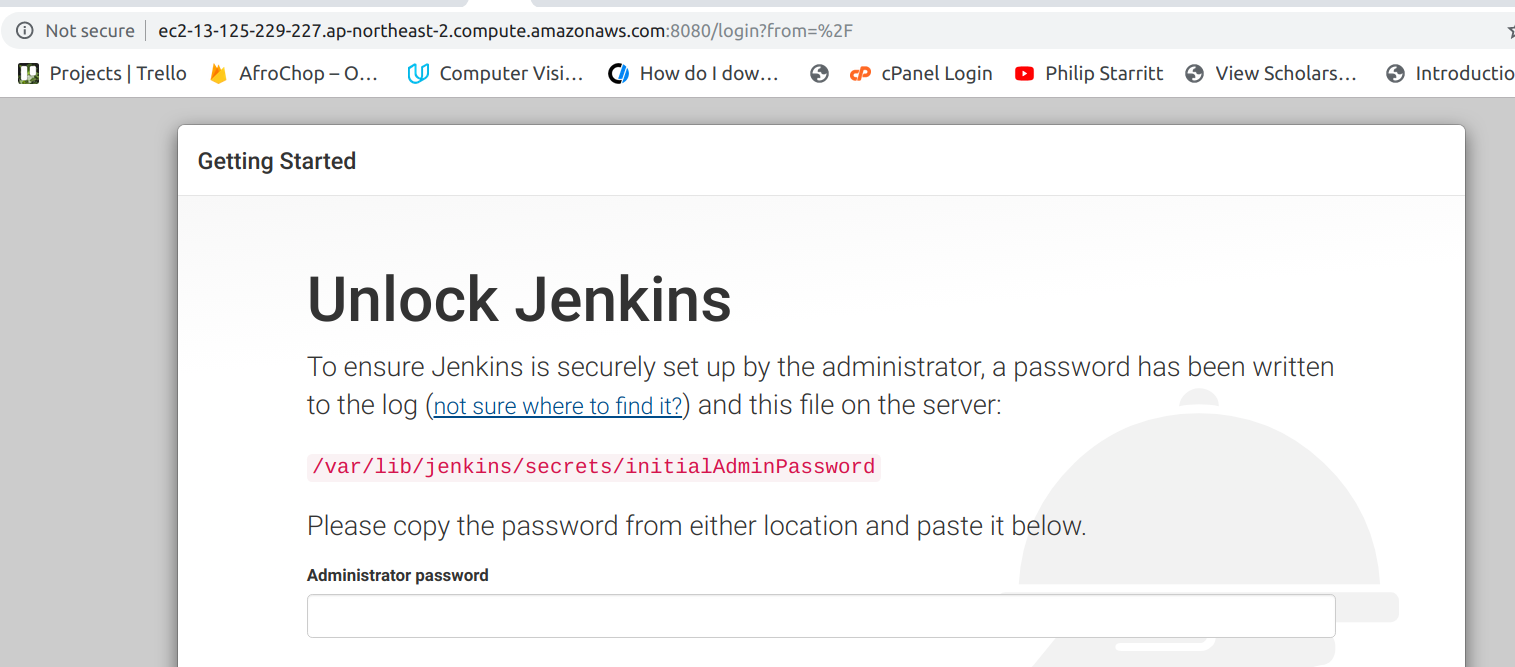 Not secure ec2-13-125-229-227.ap-northeast-2.compute.amazonaws.com:8080/login?from=%2F
Projects | Trello AfroChop – O... Computer Visi... How do I dow... cPanel Login Philip Starritt View Scholars... Introductio
Getting Started
Unlock Jenkins
To ensure Jenkins is securely set up by the administrator, a password has been written
to the log (not sure where to find it?) and this file on the server:
/var/lib/jenkins/secrets/initialAdminPassword
Please copy the password from either location and paste it below.
Administrator password